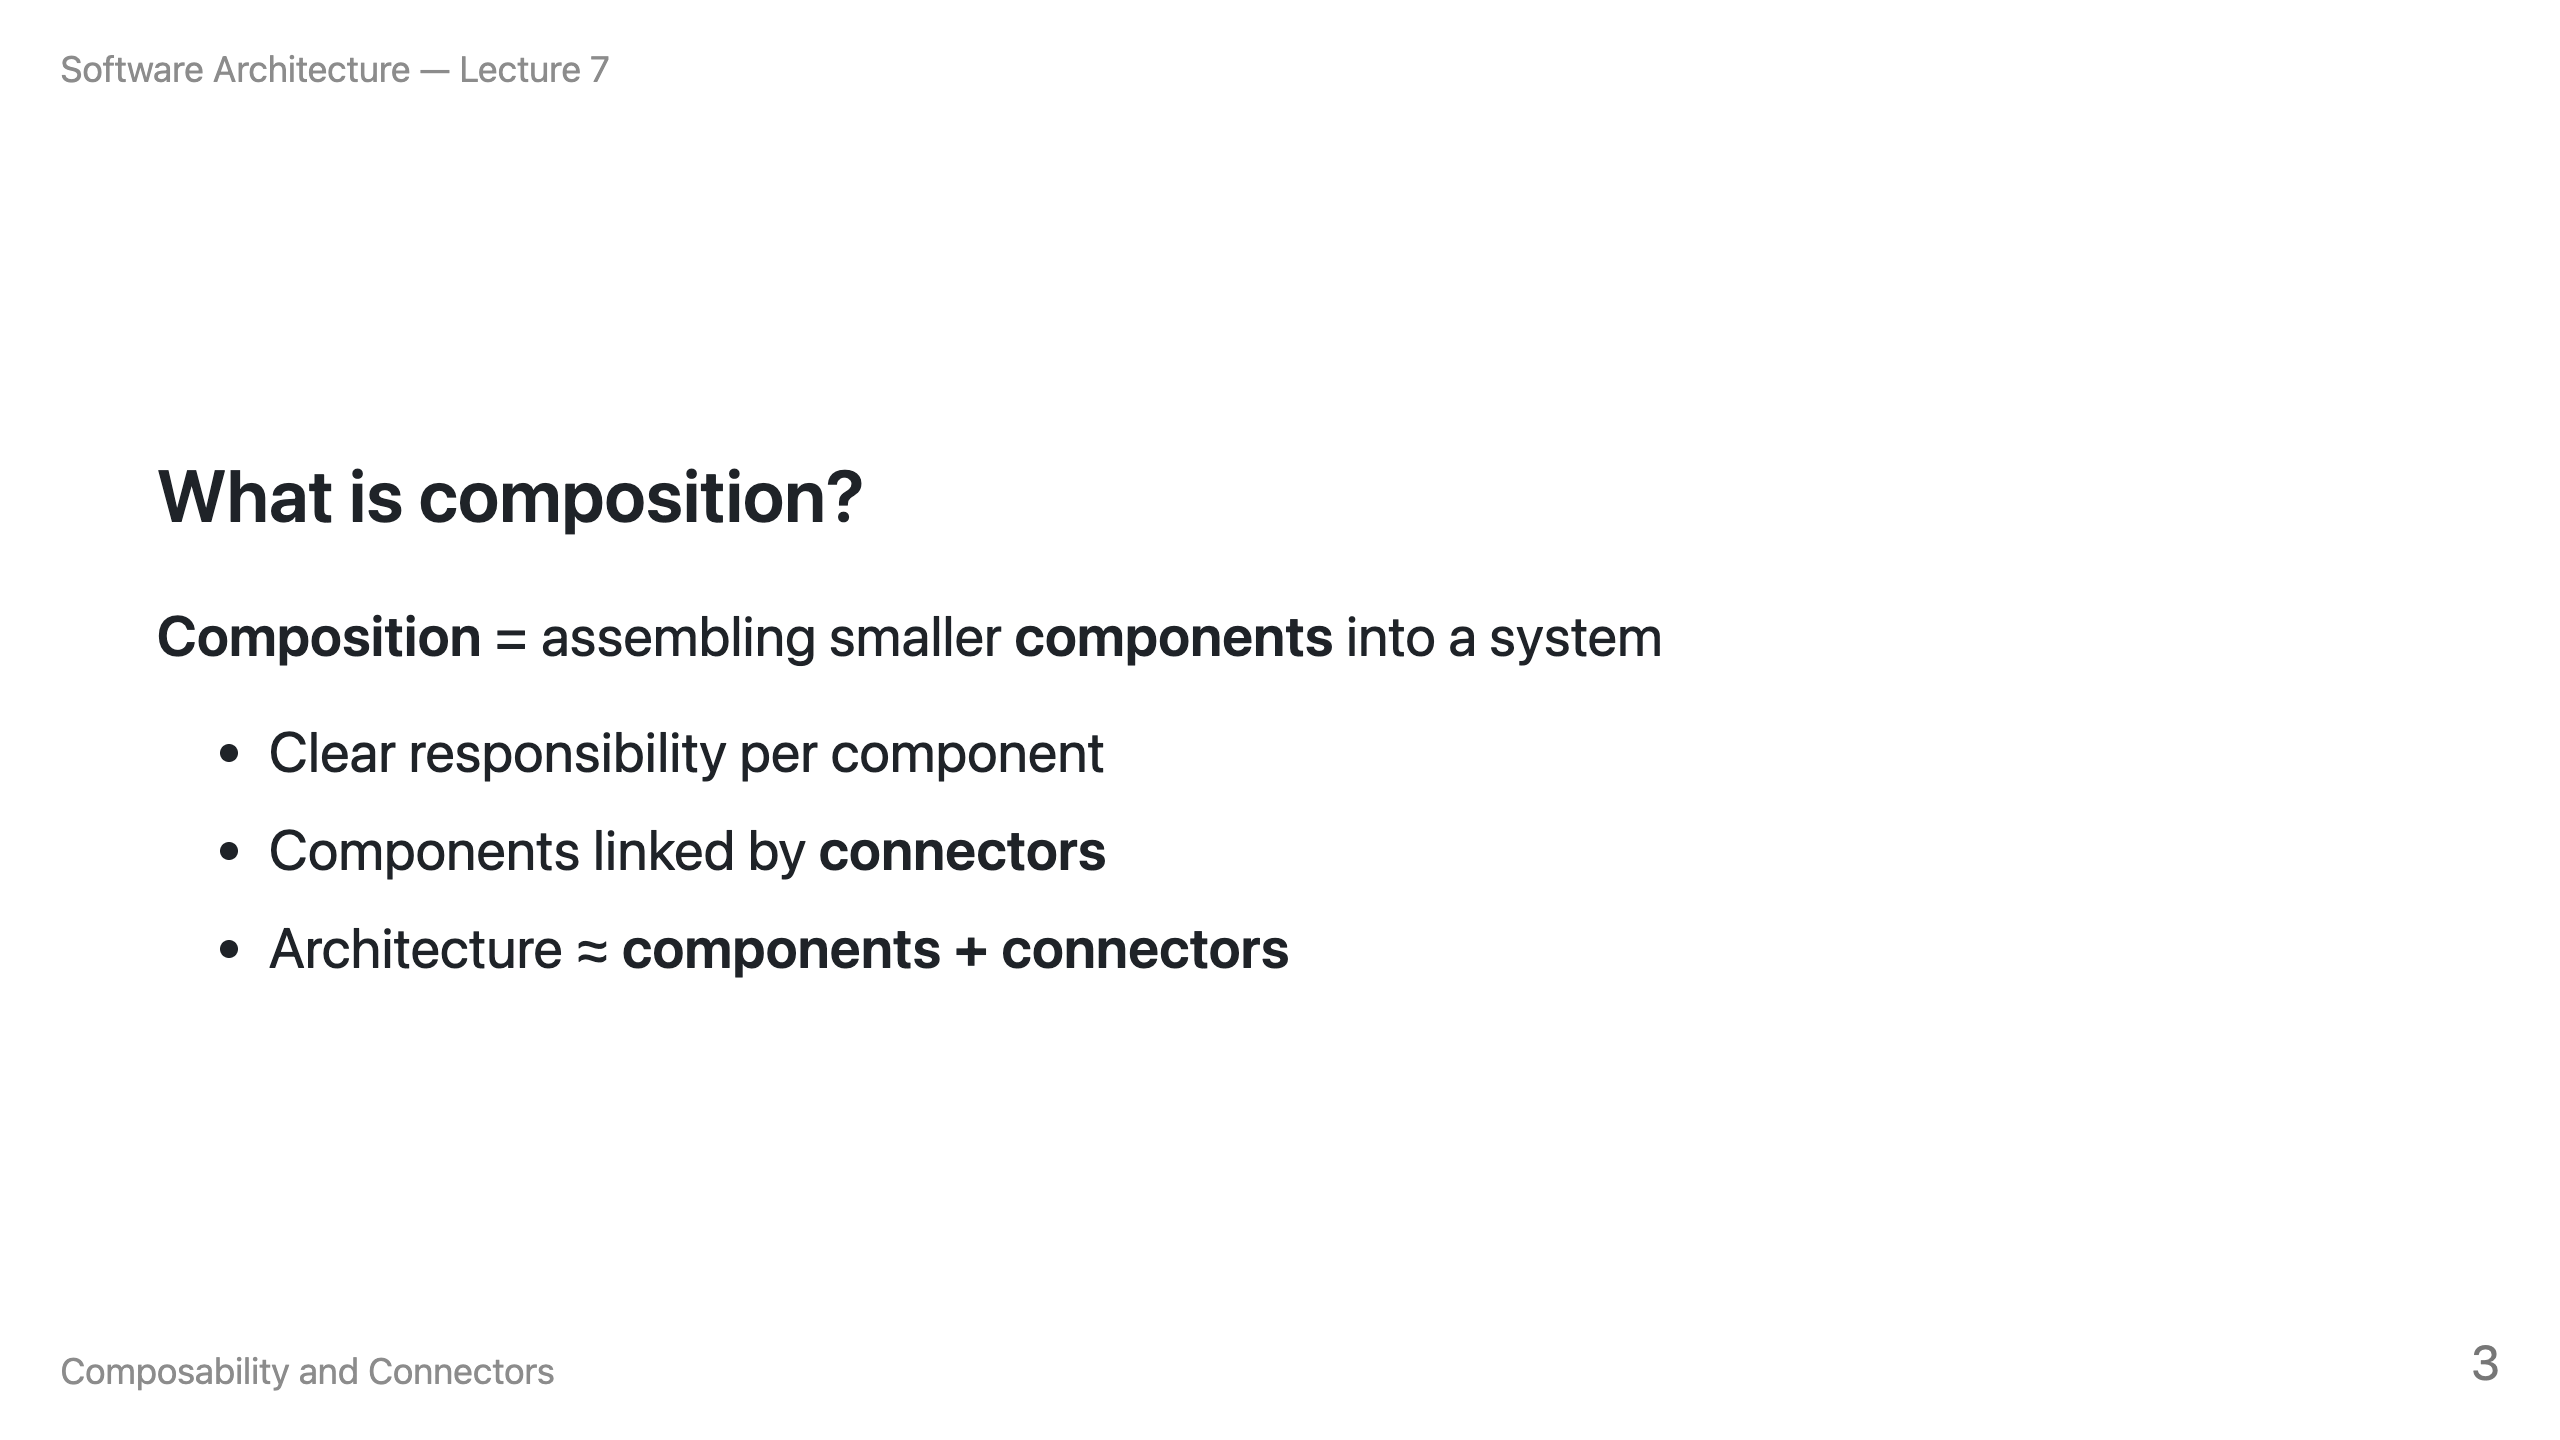 Software Architecture — Lecture 7
What is composition?
Composition = assembling smaller components into a system
• Clear responsibility per component
• Components linked by connectors
• Architecture ≈ components + connectors
Composability and Connectors
3